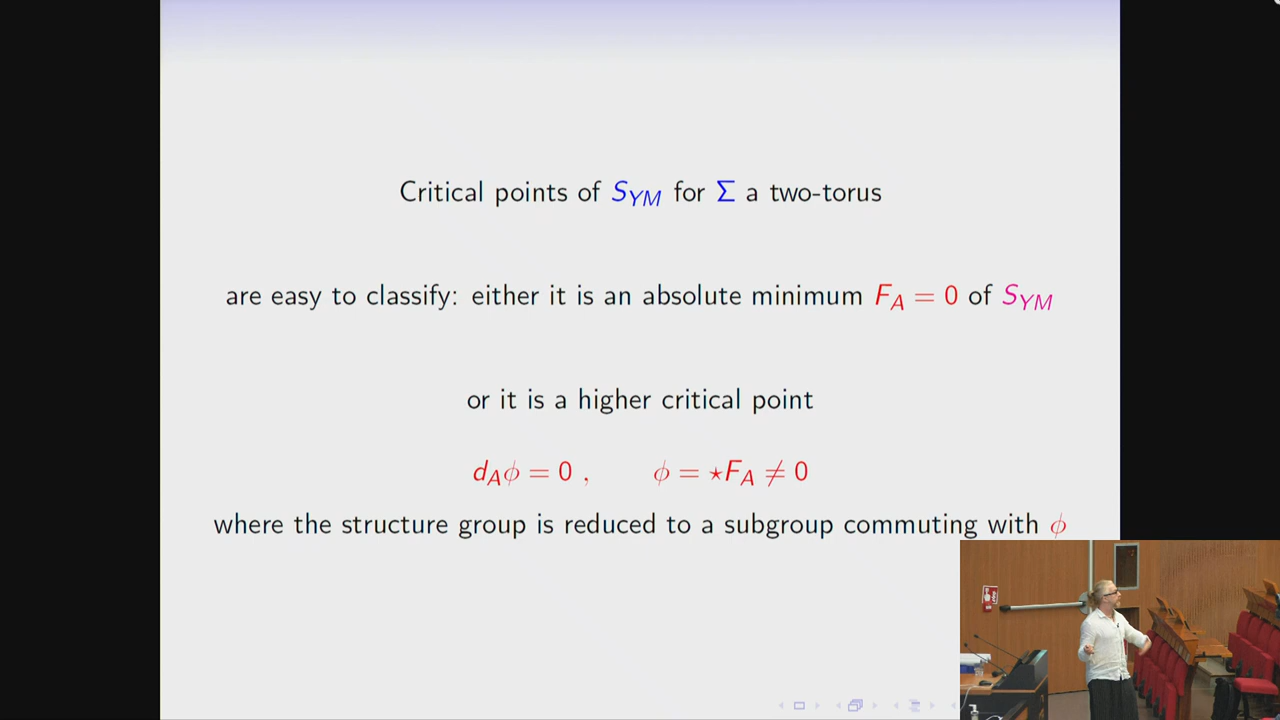 Critical points of S_YM for Σ a two-torus
are easy to classify: either it is an absolute minimum F_A = 0 of S_YM
or it is a higher critical point
d_Aϕ = 0 , ϕ = ⋆F_A ≠ 0
where the structure group is reduced to a subgroup commuting with ϕ